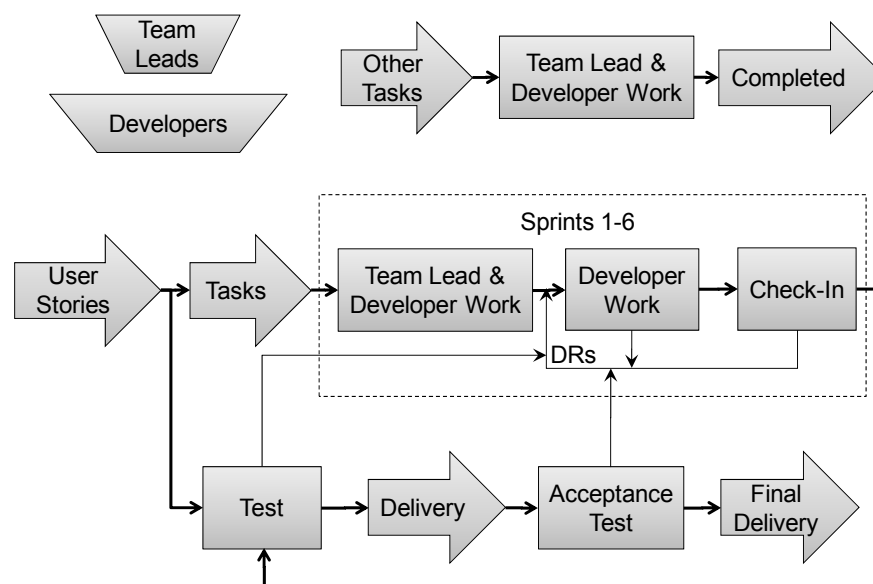 Team
Leads
Developers
Other
Tasks
Team Lead &
Developer Work
Completed
Sprints 1-6
User
Stories
Tasks
Team Lead &
Developer Work
Developer
Work
Check-In
DRs
Test
Delivery
Acceptance
Test
Final
Delivery